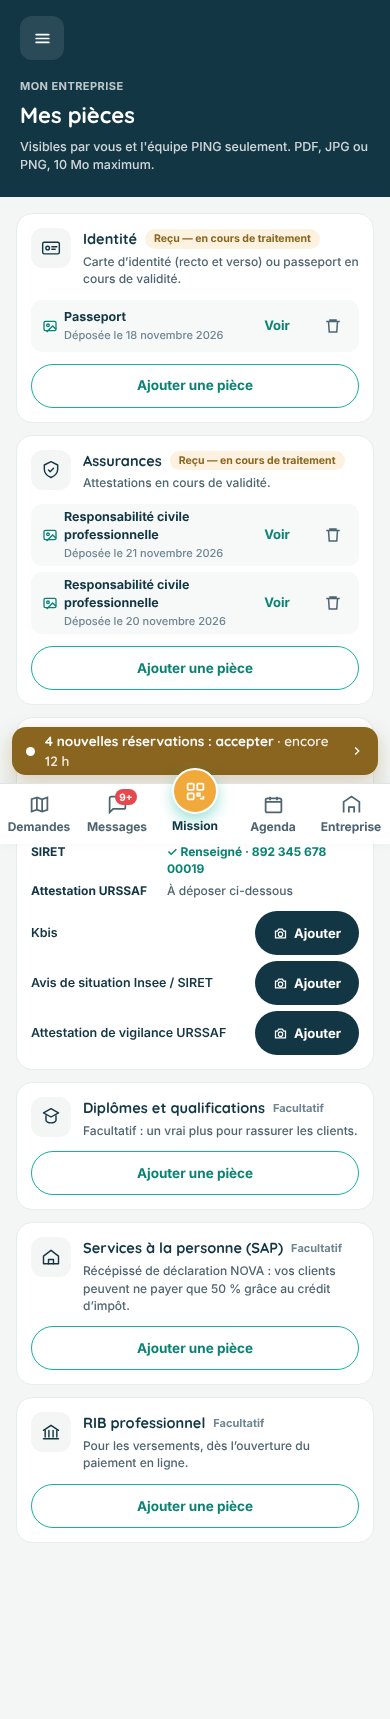 MON ENTREPRISE
Mes pièces
Visibles par vous et l'équipe PING seulement. PDF, JPG ou
PNG, 10 Mo maximum.
Identité Reçu — en cours de traitement
Carte d’identité (recto et verso) ou passeport en
cours de validité.
Passeport
Déposée le 18 novembre 2026
Voir
Ajouter une pièce
Assurances Reçu — en cours de traitement
Attestations en cours de validité.
Responsabilité civile
professionnelle
Déposée le 21 novembre 2026
Voir
Responsabilité civile
professionnelle
Déposée le 20 novembre 2026
Voir
Ajouter une pièce
4 nouvelles réservations : accepter · encore
12 h
Demandes
9+
Messages
Mission
Agenda
Entreprise
SIRET
✓ Renseigné · 892 345 678
00019
Attestation URSSAF
À déposer ci-dessous
Kbis
Ajouter
Avis de situation Insee / SIRET
Ajouter
Attestation de vigilance URSSAF
Ajouter
Diplômes et qualifications Facultatif
Facultatif : un vrai plus pour rassurer les clients.
Ajouter une pièce
Services à la personne (SAP) Facultatif
Récépissé de déclaration NOVA : vos clients
peuvent ne payer que 50 % grâce au crédit
d’impôt.
Ajouter une pièce
RIB professionnel Facultatif
Pour les versements, dès l’ouverture du
paiement en ligne.
Ajouter une pièce